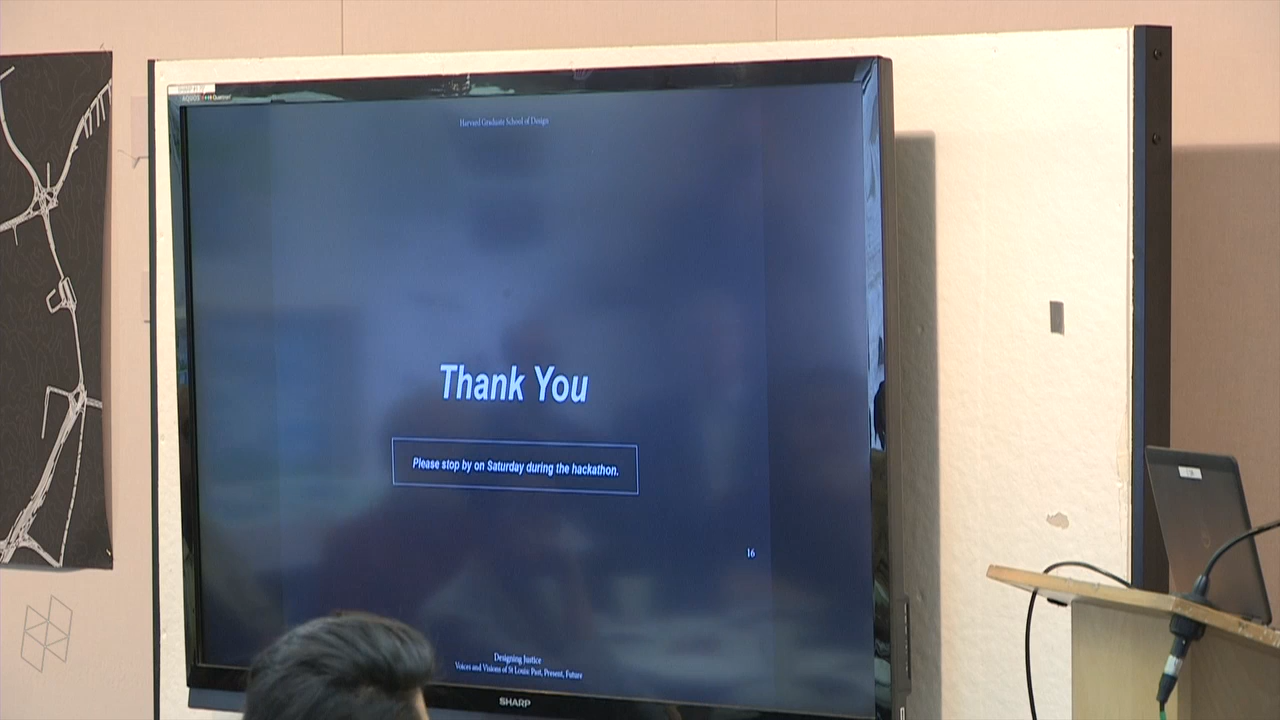 AQUOS
Harvard Graduate School of Design
Thank You
Please stop by on Saturday during the hackathon.
16
Designing Justice
Voices and Visions of St Louis: Past, Present, Future
SHARP